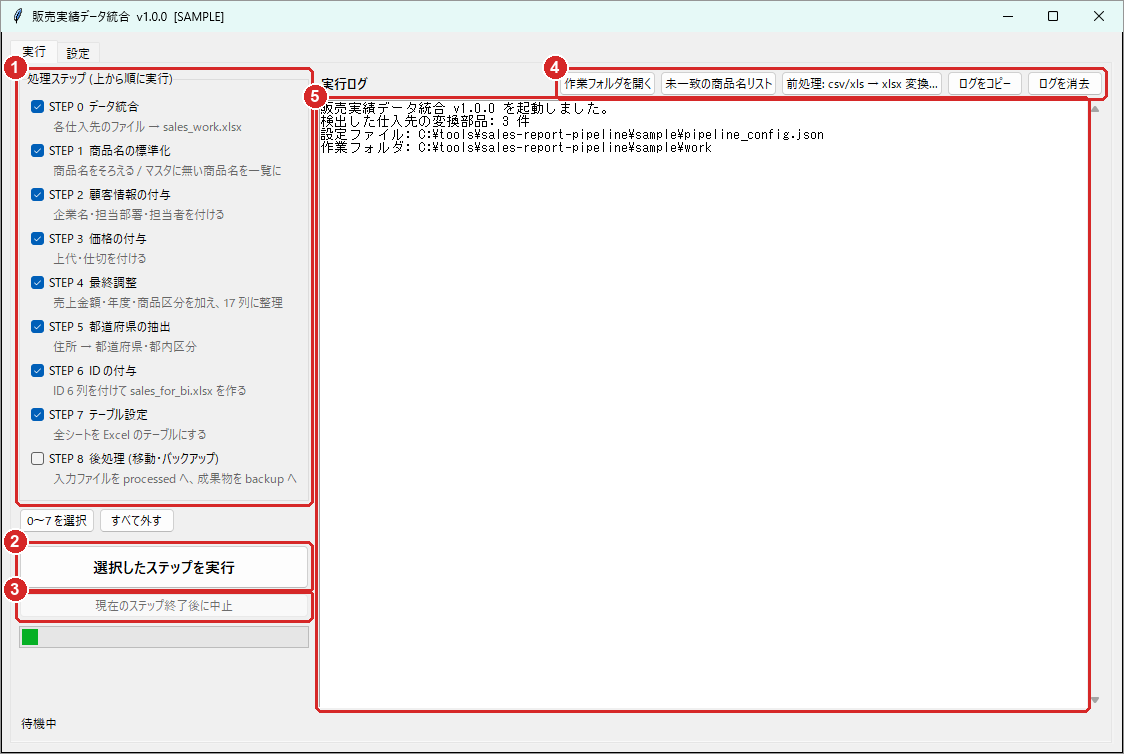 販売実績データ統合 v1.0.0 [SAMPLE]
実行 設定
1
処理ステップ (上から順に実行)
STEP 0 データ統合
各仕入先のファイル → sales_work.xlsx
STEP 1 商品名の標準化
商品名をそろえる / マスタに無い商品名を一覧に
STEP 2 顧客情報の付与
企業名・担当部署・担当者を付ける
STEP 3 価格の付与
上代・仕切を付ける
STEP 4 最終調整
売上金額・年度・商品区分を加え、17 列に整理
STEP 5 都道府県の抽出
住所 → 都道府県・都内区分
STEP 6 ID の付与
ID 6 列を付けて sales_for_bi.xlsx を作る
STEP 7 テーブル設定
全シートを Excel のテーブルにする
STEP 8 後処理 (移動・バックアップ)
入力ファイルを processed へ、成果物を backup へ
0～7 を選択 すべて外す
2
選択したステップを実行
3
現在のステップ終了後に中止
待機中
実行ログ
4
作業フォルダを開く 未一致の商品名リスト 前処理: csv/xls → xlsx 変換... ログをコピー ログを消去
5
販売実績データ統合 v1.0.0 を起動しました。
検出した仕入先の変換部品: 3 件
設定ファイル: C:¥tools¥sales-report-pipeline¥sample¥pipeline_config.json
作業フォルダ: C:¥tools¥sales-report-pipeline¥sample¥work